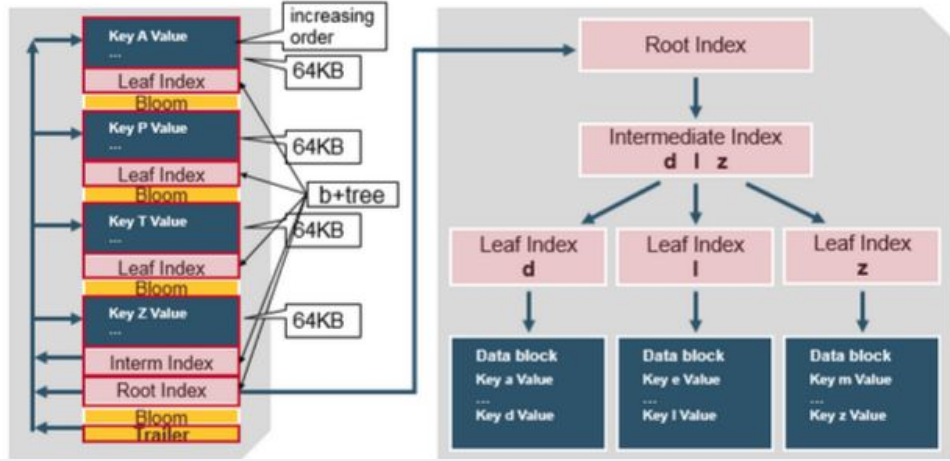 Key A Value
...
Leaf Index
Bloom
Key P Value
...
Leaf Index
Bloom
Key T Value
...
Leaf Index
Bloom
Key Z Value
...
Interm Index
Root Index
Bloom
Trailer
increasing
order
64KB
64KB
b+tree
64KB
64KB
Root Index
Intermediate Index
d l z
Leaf Index
d
Leaf Index
l
Leaf Index
z
Data block
Key a Value
...
Key d Value
Data block
Key e Value
...
Key l Value
Data block
Key m Value
...
Key z Value